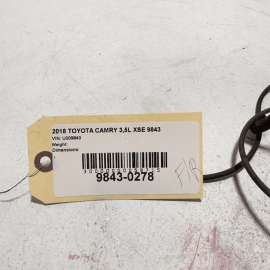 2018 TOYOTA CAMRY 3,5L XSE 9843
VIN: U009843
Weight:
Dimensions:
9843-0278
F/R